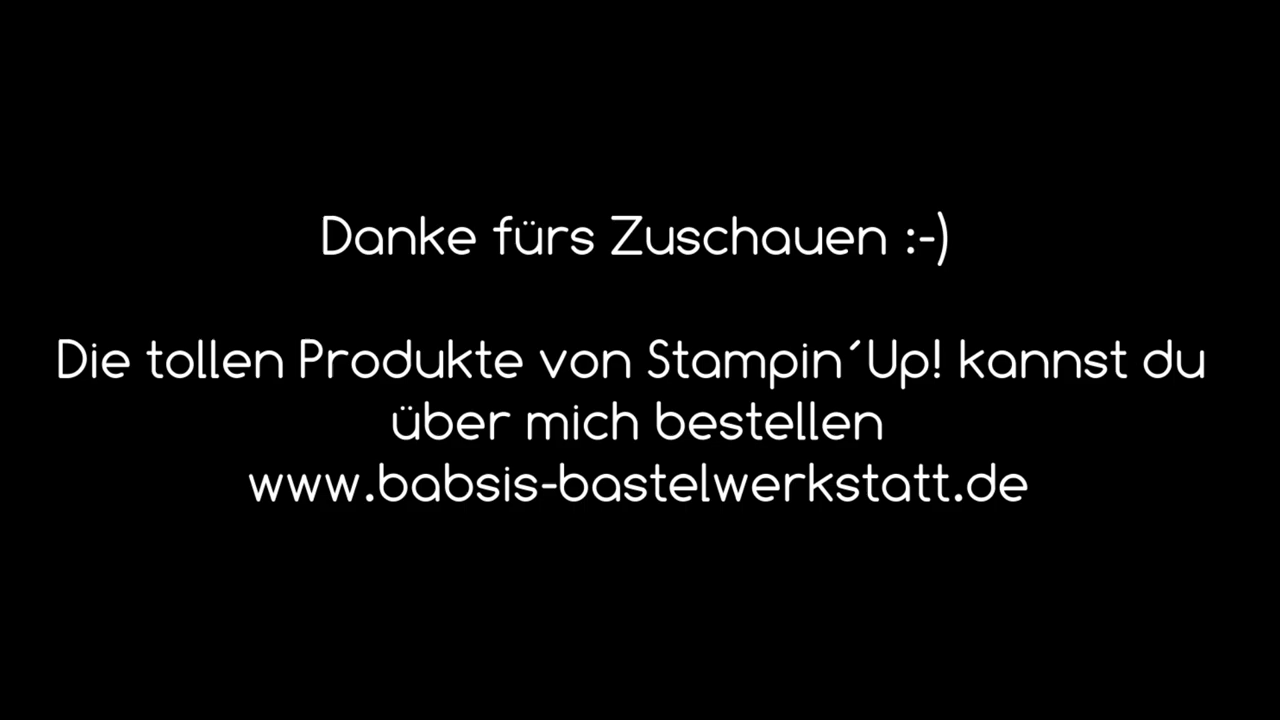 Danke fürs Zuschauen :-)
Die tollen Produkte von Stampin´Up! kannst du
über mich bestellen
www.babsis-bastelwerkstatt.de